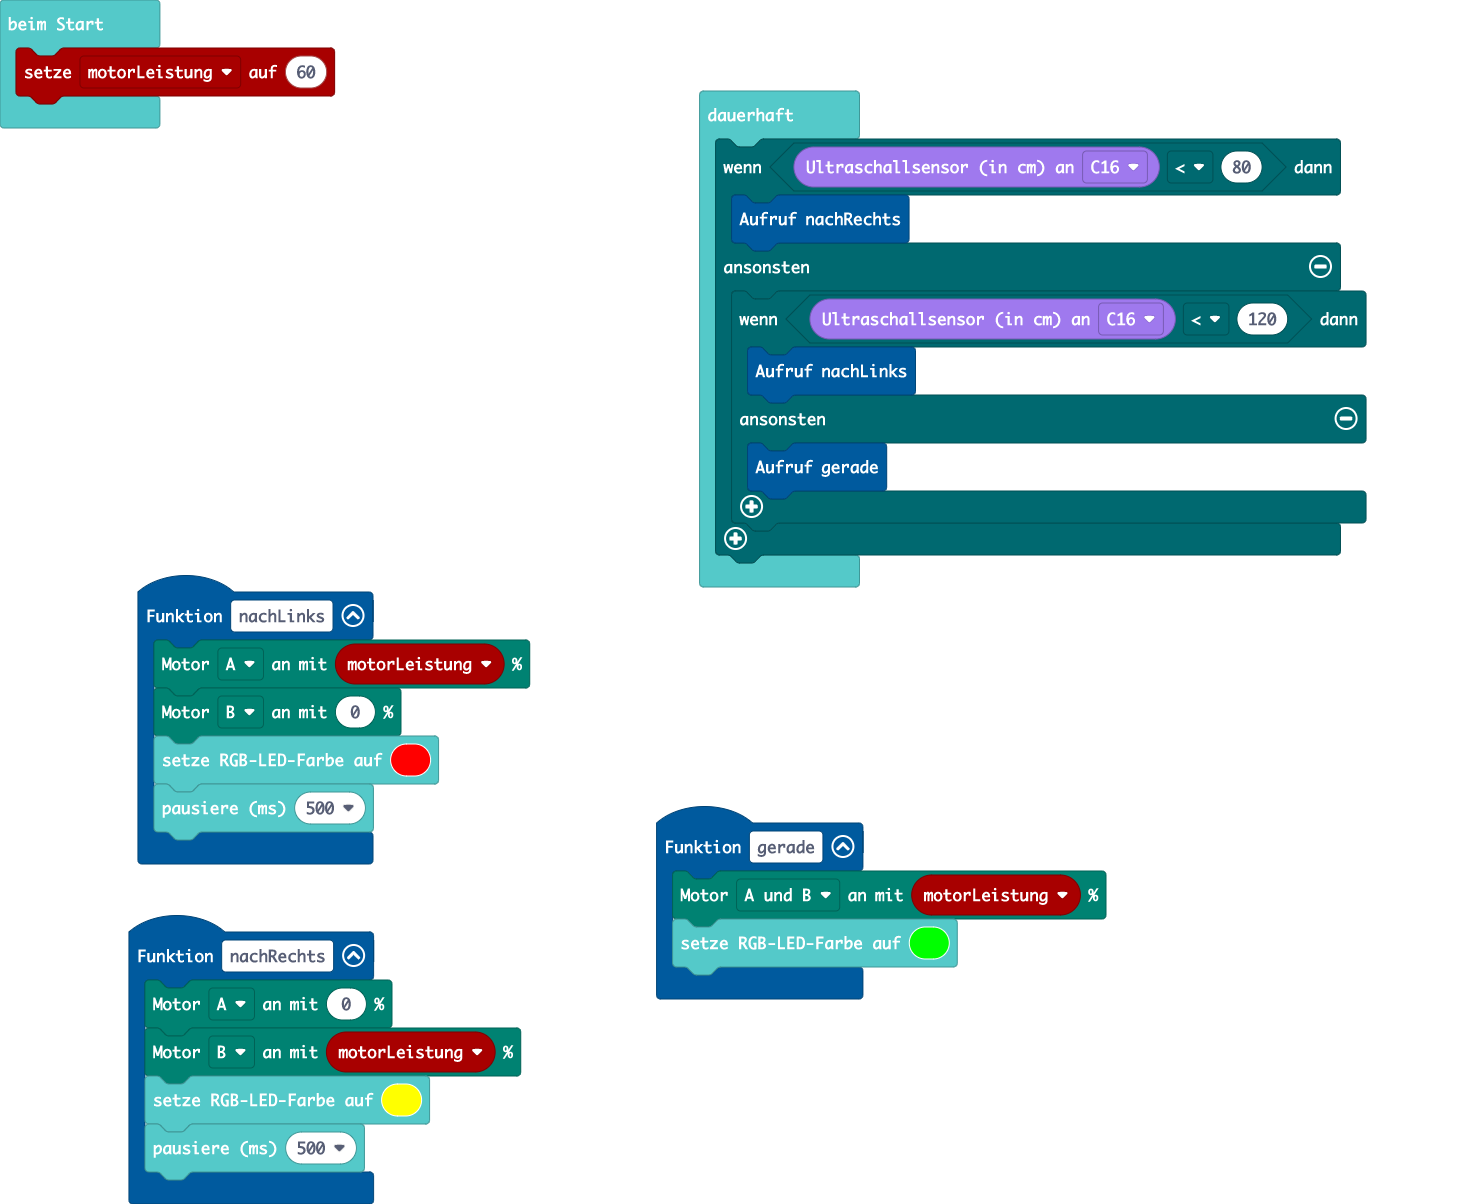 beim Start
setze motorLeistung auf 60
dauerhaft
wenn Ultraschallsensor (in cm) an C16 < 80 dann
Aufruf nachRechts
ansonsten
wenn Ultraschallsensor (in cm) an C16 < 120 dann
Aufruf nachLinks
ansonsten
Aufruf gerade
Funktion nachLinks
Motor A an mit motorLeistung %
Motor B an mit 0 %
setze RGB-LED-Farbe auf
pausiere (ms) 500
Funktion gerade
Motor A und B an mit motorLeistung %
setze RGB-LED-Farbe auf
Funktion nachRechts
Motor A an mit 0 %
Motor B an mit motorLeistung %
setze RGB-LED-Farbe auf
pausiere (ms) 500